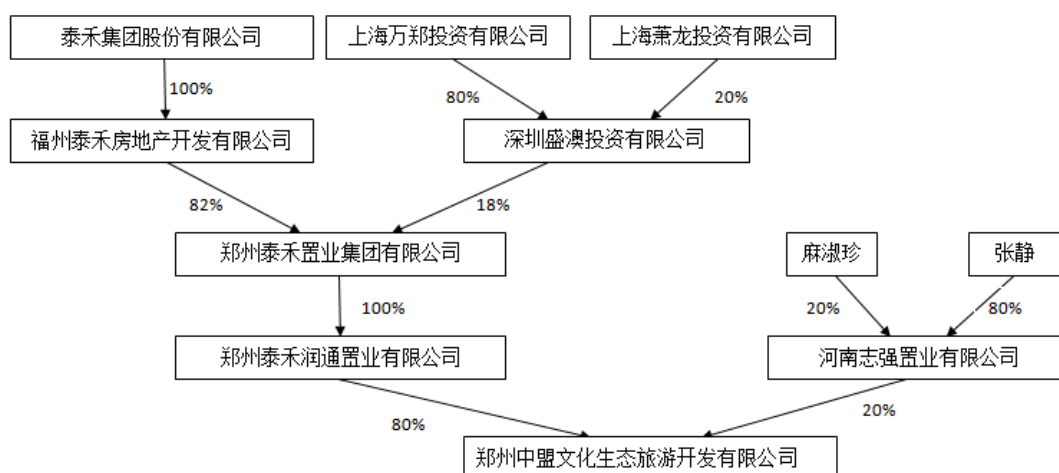 泰禾集团股份有限公司
上海万郑投资有限公司
上海萧龙投资有限公司
100%
80%
20%
福州泰禾房地产开发有限公司
深圳盛澳投资有限公司
82%
18%
郑州泰禾置业集团有限公司
麻淑珍
张静
100%
20%
80%
郑州泰禾润通置业有限公司
河南志强置业有限公司
80%
20%
郑州中盟文化生态旅游开发有限公司